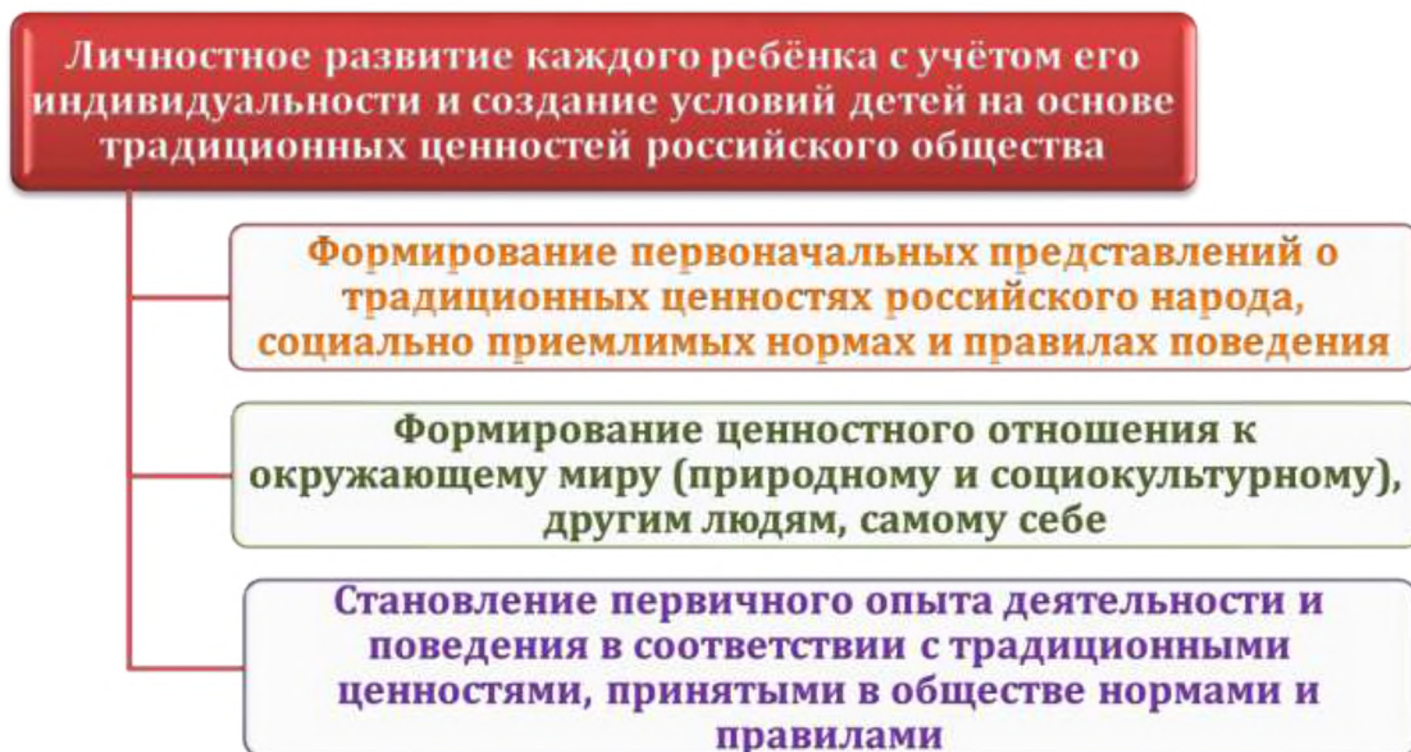 Личностное развитие каждого ребёнка с учётом его
индивидуальности и создание условий детей на основе
традиционных ценностей российского общества
Формирование первоначальных представлений о
традиционных ценностях российского народа,
социально приемлимых нормах и правилах поведения
Формирование ценностного отношения к
окружающему миру (природному и социокультурному),
другим людям, самому себе
Становление первичного опыта деятельности и
поведения в соответствии с традиционными
ценностями, принятыми в обществе нормами и
правилами